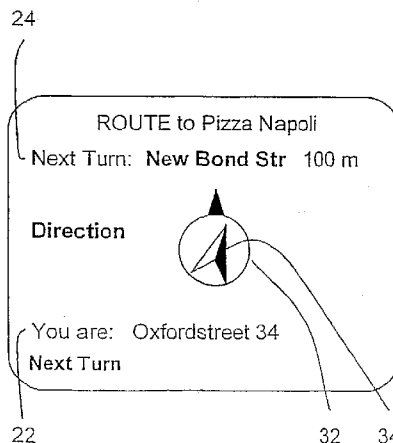 24
ROUTE to Pizza Napoli
Next Turn: New Bond Str 100 m
Direction
You are: Oxfordstreet 34
Next Turn
22 32 34